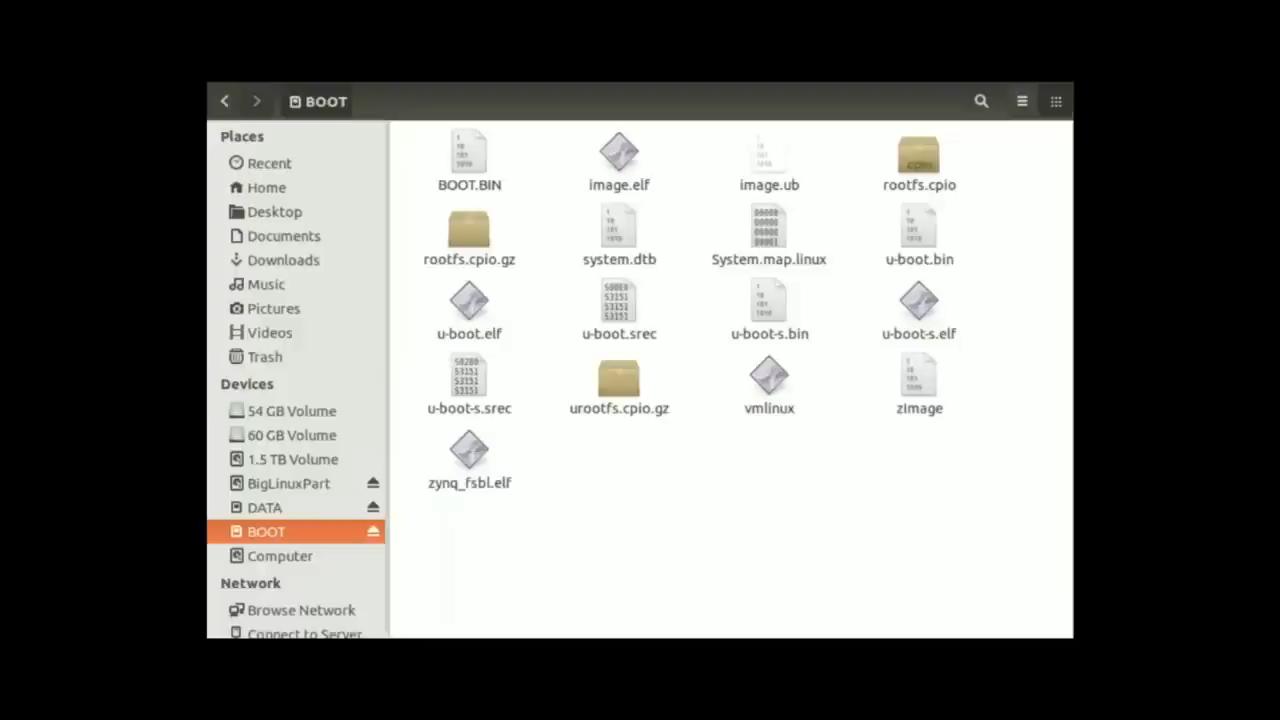 BOOT
Places
Recent
Home
Desktop
Documents
Downloads
Music
Pictures
Videos
Trash
Devices
54 GB Volume
60 GB Volume
1.5 TB Volume
BigLinuxPart
DATA
BOOT
Computer
Network
Browse Network
Connect to Server
BOOT.BIN image.elf image.ub rootfs.cpio
rootfs.cpio.gz system.dtb System.map.linux u-boot.bin
u-boot.elf u-boot.srec u-boot-s.bin u-boot-s.elf
u-boot-s.srec urootfs.cpio.gz vmlinux zImage
zynq_fsbl.elf